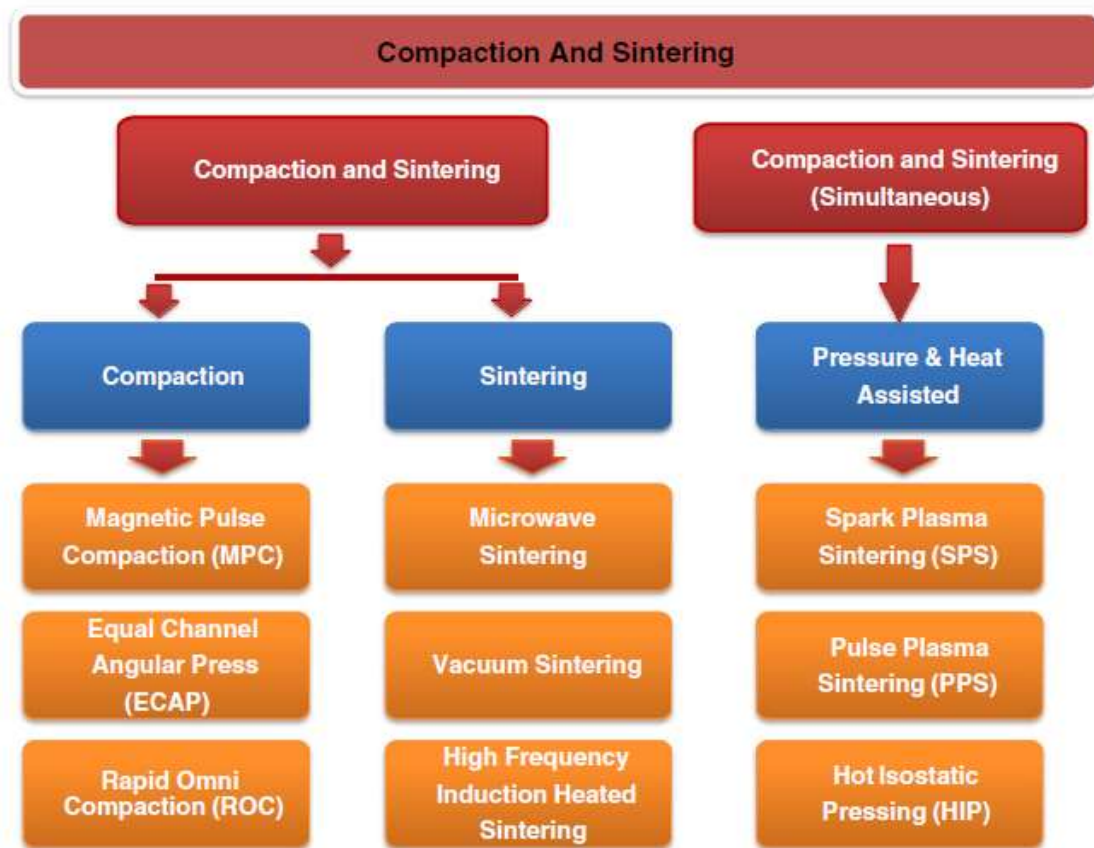 Compaction And Sintering
Compaction and Sintering
Compaction and Sintering
(Simultaneous)
Compaction
Sintering
Pressure & Heat
Assisted
Magnetic Pulse
Compaction (MPC)
Microwave
Sintering
Spark Plasma
Sintering (SPS)
Equal Channel
Angular Press
(ECAP)
Vacuum Sintering
Pulse Plasma
Sintering (PPS)
Rapid Omni
Compaction (ROC)
High Frequency
Induction Heated
Sintering
Hot Isostatic
Pressing (HIP)